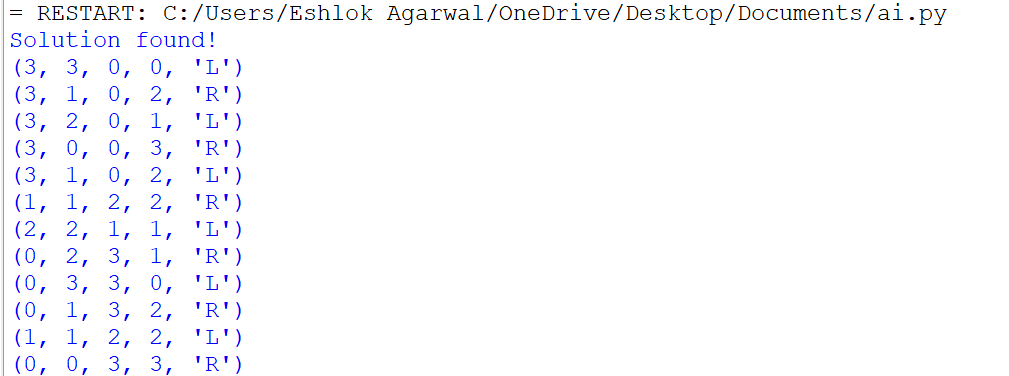 = RESTART: C:/Users/Eshlok Agarwal/OneDrive/Desktop/Documents/ai.py
Solution found!
(3, 3, 0, 0, 'L')
(3, 1, 0, 2, 'R')
(3, 2, 0, 1, 'L')
(3, 0, 0, 3, 'R')
(3, 1, 0, 2, 'L')
(1, 1, 2, 2, 'R')
(2, 2, 1, 1, 'L')
(0, 2, 3, 1, 'R')
(0, 3, 3, 0, 'L')
(0, 1, 3, 2, 'R')
(1, 1, 2, 2, 'L')
(0, 0, 3, 3, 'R')